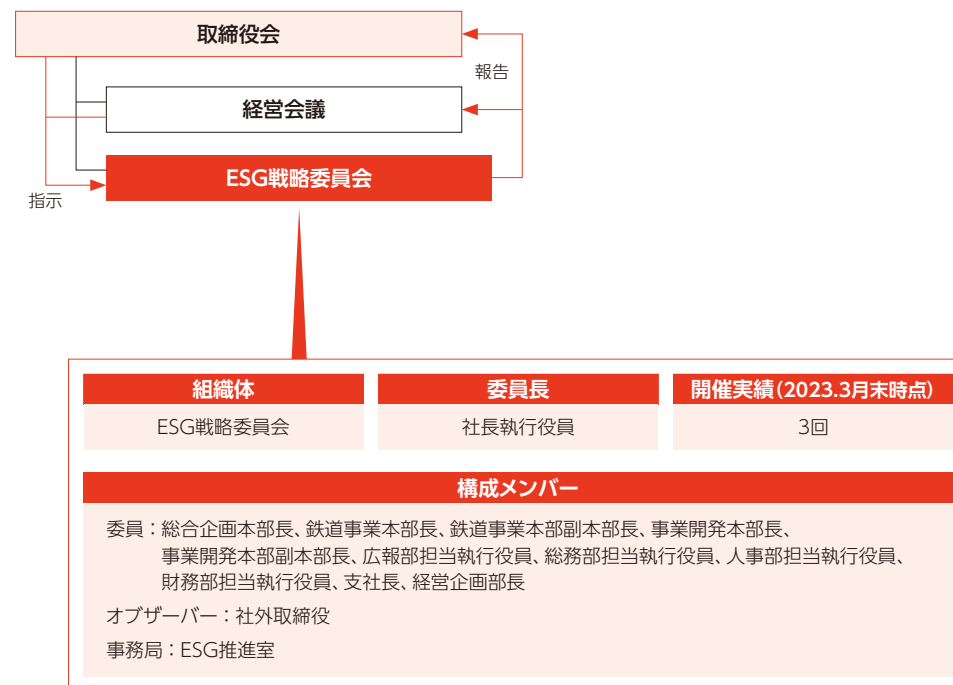 取締役会
報告
経営会議
ESG戦略委員会
指示
組織体
委員長
開催実績(2023.3月末時点)
ESG戦略委員会
社長執行役員
3回
構成メンバー
委員：総合企画本部長、鉄道事業本部長、鉄道事業本部副本部長、事業開発本部長、
事業開発本部副本部長、広報部担当執行役員、総務部担当執行役員、人事部担当執行役員、
財務部担当執行役員、支社長、経営企画部長
オブザーバー：社外取締役
事務局：ESG推進室